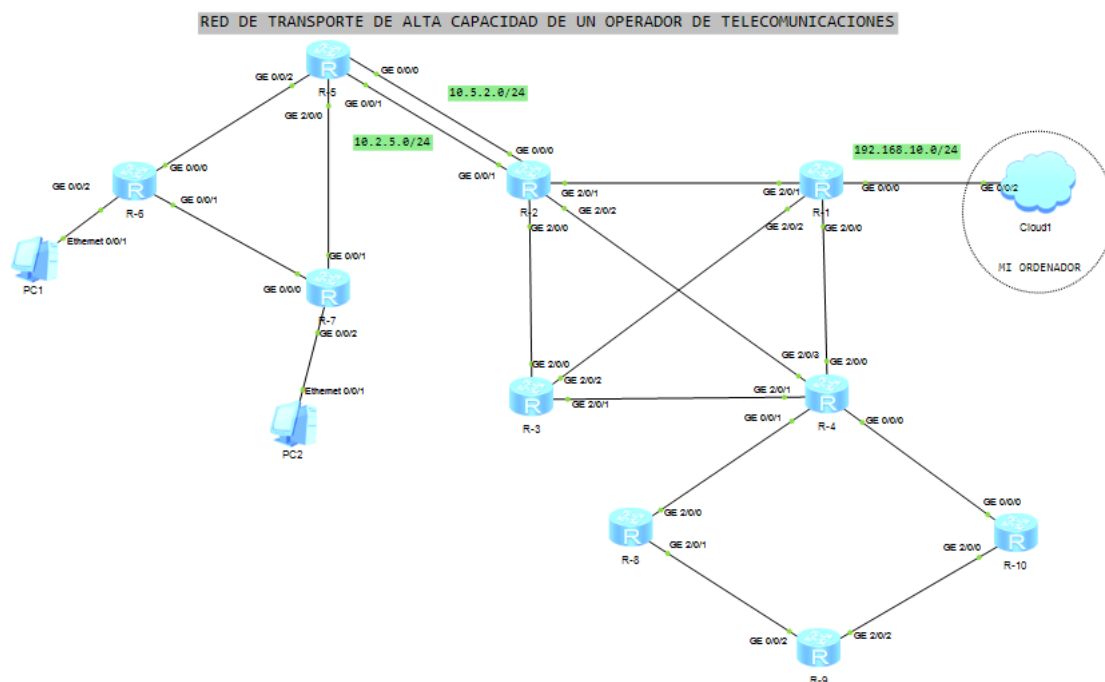 RED DE TRANSPORTE DE ALTA CAPACIDAD DE UN OPERADOR DE TELECOMUNICACIONES
GE 0/0/2
R-5
GE 0/0/0
GE 2/0/0
GE 0/0/1
10.5.2.0/24
10.2.5.0/24
192.168.10.0/24
GE 0/0/0
GE 0/0/1
GE 0/0/0
R-2
GE 2/0/1
GE 2/0/2
GE 2/0/0
GE 2/0/1
R-1
GE 0/0/0
GE 2/0/2
GE 2/0/0
GE 0/0/2
Cloud1
MI ORDENADOR
GE 0/0/2
R-6
GE 0/0/1
Ethernet 0/0/1
PC1
GE 0/0/1
GE 0/0/0
R-7
GE 0/0/2
Ethernet 0/0/1
PC2
GE 2/0/0
GE 2/0/2
GE 2/0/1
R-3
GE 2/0/3
GE 2/0/0
GE 2/0/1
GE 0/0/1
GE 0/0/0
R-4
GE 2/0/0
GE 2/0/1
R-8
GE 0/0/0
GE 2/0/0
R-10
GE 0/0/2
GE 2/0/2
R-9